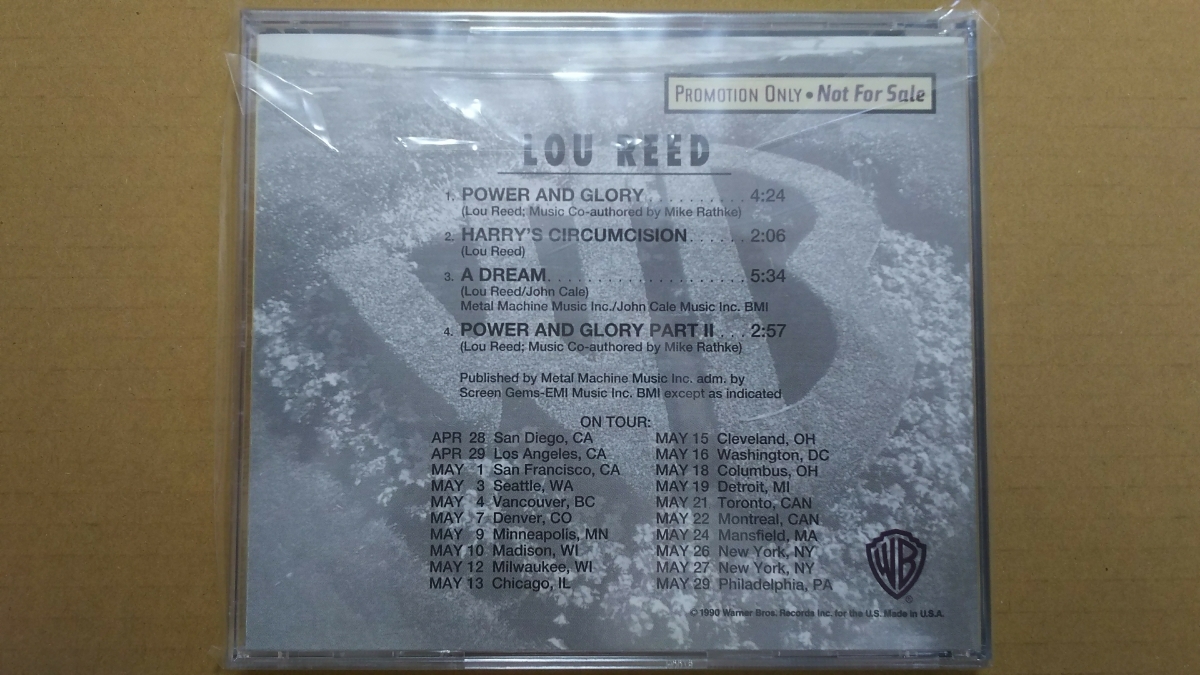 PROMOTION ONLY • Not For Sale
LOU REED
1. POWER AND GLORY . . . . . . . . . . 4:24
(Lou Reed; Music Co-authored by Mike Rathke)
2. HARRY'S CIRCUMCISION . . . . . . 2:06
(Lou Reed)
3. A DREAM . . . . . . . . . . . . . . . . . . . . . 5:34
(Lou Reed/John Cale)
Metal Machine Music Inc./John Cale Music Inc. BMI
4. POWER AND GLORY PART II . . . 2:57
(Lou Reed; Music Co-authored by Mike Rathke)
Published by Metal Machine Music Inc. adm. by
Screen Gems-EMI Music Inc. BMI except as indicated
ON TOUR:
APR 28 San Diego, CA
APR 29 Los Angeles, CA
MAY 1 San Francisco, CA
MAY 3 Seattle, WA
MAY 4 Vancouver, BC
MAY 7 Denver, CO
MAY 9 Minneapolis, MN
MAY 10 Madison, WI
MAY 12 Milwaukee, WI
MAY 13 Chicago, IL
MAY 15 Cleveland, OH
MAY 16 Washington, DC
MAY 18 Columbus, OH
MAY 19 Detroit, MI
MAY 21 Toronto, CAN
MAY 22 Montreal, CAN
MAY 24 Mansfield, MA
MAY 26 New York, NY
MAY 27 New York, NY
MAY 29 Philadelphia, PA
WB
®
© 1990 Warner Bros. Records Inc. for the U.S. Made in U.S.A.
WB